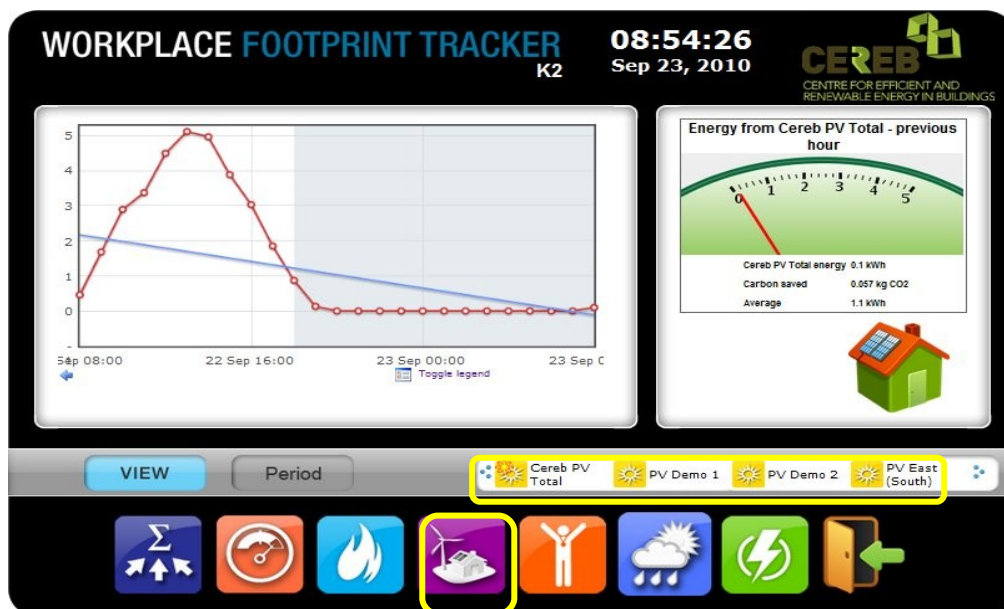 WORKPLACE FOOTPRINT TRACKER
K2
08:54:26
Sep 23, 2010
CEREB
CENTRE FOR EFFICIENT AND
RENEWABLE ENERGY IN BUILDINGS
5
4
3
2
1
0
-
08:00
22 Sep 16:00
23 Sep 00:00
23 Sep
Toggle legend
Energy from Cereb PV Total - previous
hour
0 1 2 3 4 5
Cereb PV Total energy 0.1 kWh
Carbon saved 0.057 kg CO2
Average 1.1 kWh
VIEW
Period
Cereb PV
Total
PV Demo 1
PV Demo 2
PV East
(South)
Σ